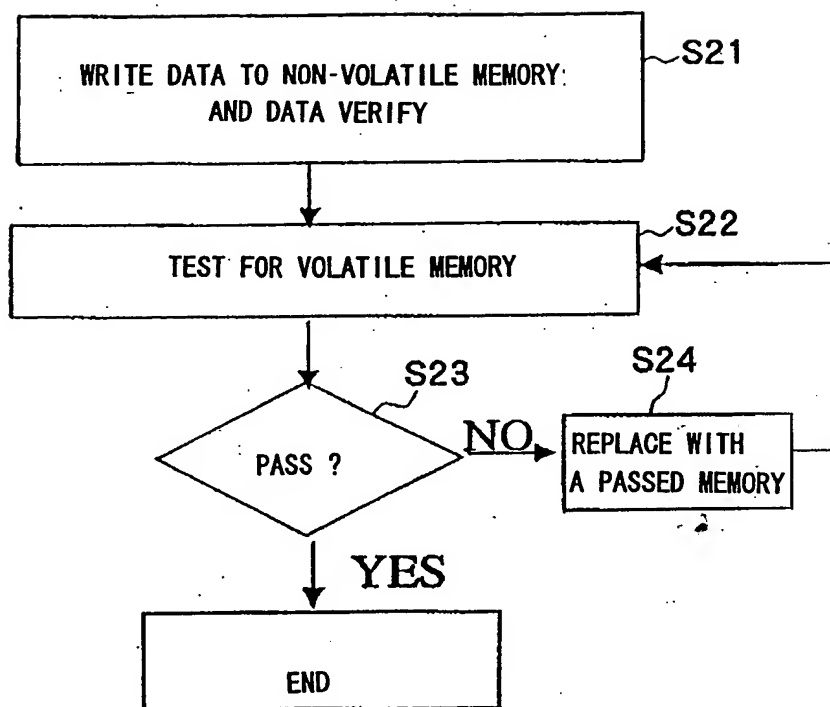 S21
WRITE DATA TO NON-VOLATILE MEMORY
AND DATA VERIFY
S22
TEST FOR VOLATILE MEMORY
S23
PASS ?
NO
S24
REPLACE WITH
A PASSED MEMORY
YES
END